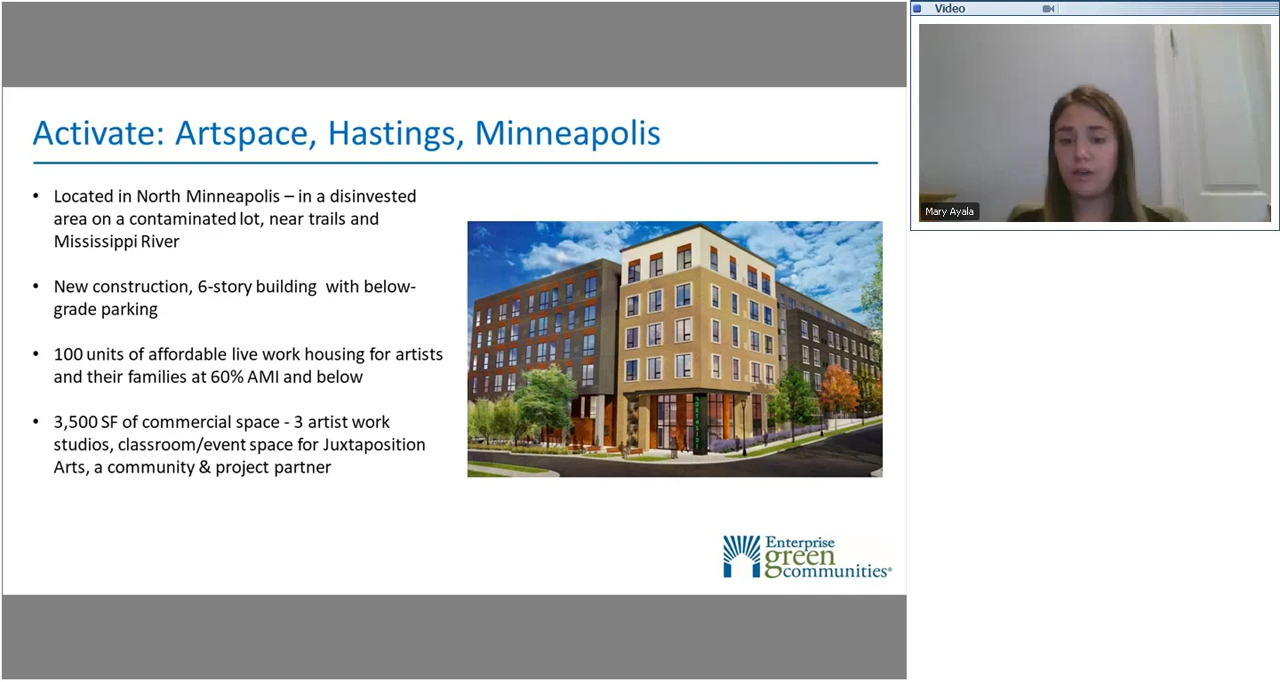 Video
Activate: Artspace, Hastings, Minneapolis
• Located in North Minneapolis – in a disinvested
area on a contaminated lot, near trails and
Mississippi River
• New construction, 6-story building with below-
grade parking
• 100 units of affordable live work housing for artists
and their families at 60% AMI and below
• 3,500 SF of commercial space - 3 artist work
studios, classroom/event space for Juxtaposition
Arts, a community & project partner
NORTHSIDE
Enterprise
green
communities®
Mary Ayala